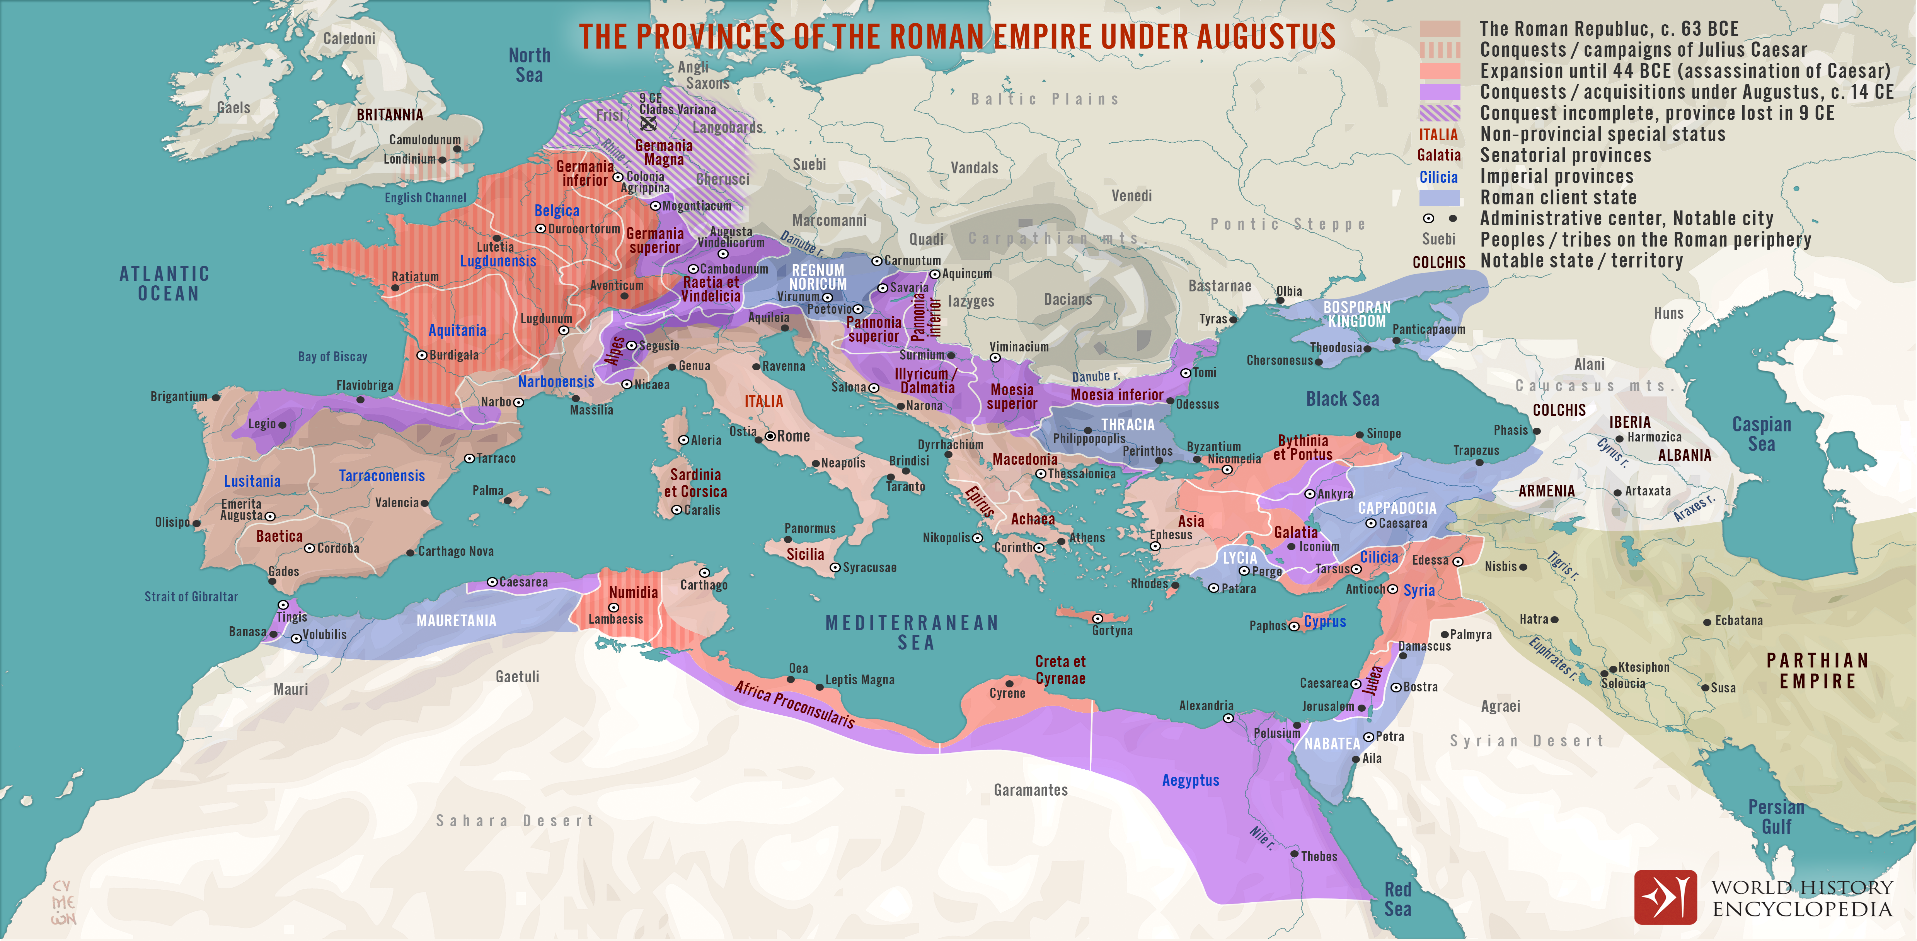 THE PROVINCES OF THE ROMAN EMPIRE UNDER AUGUSTUS
The Roman Republuc, c. 63 BCE
Conquests / campaigns of Julius Caesar
Expansion until 44 BCE (assassination of Caesar)
Conquests / acquisitions under Augustus, c. 14 CE
Conquest incomplete, province lost in 9 CE
ITALIA Non-provincial special status
Galatia Senatorial provinces
Cilicia Imperial provinces
Roman client state
Administrative center, Notable city
Suebi Peoples / tribes on the Roman periphery
COLCHIS Notable state / territory
Caledoni
North
Sea
Gaels
BRITANNIA
Camulodunum
Londinium
English Channel
ATLANTIC
OCEAN
Angli
Saxons
9 CE
Clades Variana
Frisi
Langobards
Rhine r.
Germania
Magna
Cherusci
Germania
inferior
Colonia
Agrippina
Mogontiacum
Belgica
Durocortorum
Germania
superior
Augusta
Vindelicorum
Lutetia
Lugdunensis
Ratiatum
Aventicum
Cambodunum
Raetia et
Vindelicia
Lugdunum
Aquitania
Burdigala
Bay of Biscay
Alpes
Segusio
Nicaea
Genua
Narbonensis
Narbo
Massilia
Baltic Plains
Suebi
Vandals
Venedi
Marcomanni
Quadi
Carpathian mts.
Pontic Steppe
Danube r.
REGNUM
NORICUM
Virunum
Poetovio
Carnuntum
Aquincum
Savaria
Pannonia
superior
Pannonia
inferior
Iazyges
Dacians
Bastarnae
Tyras
Olbia
Aquileia
Ravenna
Surmium
Viminacium
Illyricum /
Dalmatia
Salona
Narona
Moesia
superior
Danube r.
Moesia inferior
Tomi
Odessus
THRACIA
Philippopoplis
Perinthos
Byzantium
Nicomedia
BOSPORAN
KINGDOM
Panticapaeum
Theodosia
Chersonesus
Huns
Alani
Caucasus mts.
Black Sea
Caspian
Sea
COLCHIS
Phasis
IBERIA
Harmozica
Cyrus r.
ALBANIA
ARMENIA
Artaxata
Araxes r.
Brigantium
Flaviobriga
Legio
Tarraco
Lusitania
Tarraconensis
Emerita
Augusta
Valencia
Palma
Olisipo
Baetica
Cordoba
Carthago Nova
Gades
Strait of Gibraltar
Tingis
Banasa
Volubilis
Caesarea
MAURETANIA
Mauri
Gaetuli
Numidia
Lambaesis
Carthago
ITALIA
Ostia
Rome
Aleria
Sardinia
et Corsica
Caralis
Neapolis
Brindisi
Taranto
Panormus
Sicilia
Syracusae
Dyrrhachium
Macedonia
Thessalonica
Epirus
Achaea
Nikopolis
Corinth
Athens
Bythinia
et Pontus
Sinope
Trapezus
Ankyra
CAPPADOCIA
Caesarea
Asia
Ephesus
Galatia
Iconium
LYCIA
Perge
Patara
Rhodes
Cilicia
Tarsus
Edessa
Antioch
Syria
Nisbis
Tigris r.
Hatra
Euphrates r.
Ecbatana
Ktesiphon
Seleucia
Susa
PARTHIAN
EMPIRE
Paphos
Cyprus
Gortyna
MEDITERRANEAN
SEA
Palmyra
Damascus
Caesarea
Judea
Bostra
Jerusalem
Agraei
Syrian Desert
Oea
Leptis Magna
Africa Proconsularis
Creta et
Cyrenae
Cyrene
Alexandria
Pelusium
NABATEA
Petra
Aila
Aegyptus
Nile r.
Thebes
Garamantes
Sahara Desert
Red
Sea
Persian
Gulf
CY
ME
ωN
WORLD HISTORY
ENCYCLOPEDIA